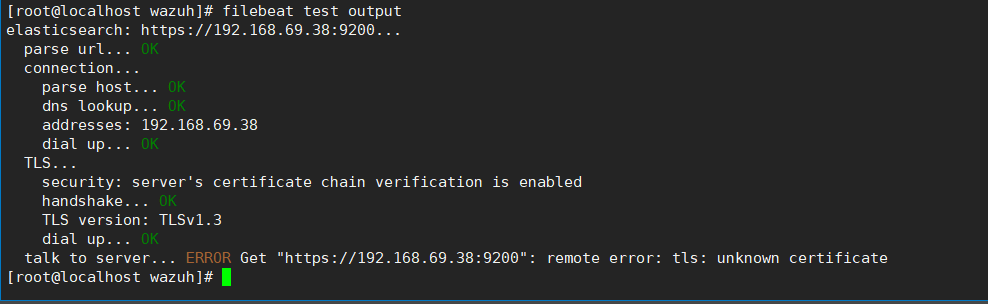 [root@localhost wazuh]# filebeat test output
elasticsearch: https://192.168.69.38:9200...
parse url... OK
connection...
parse host... OK
dns lookup... OK
addresses: 192.168.69.38
dial up... OK
TLS...
security: server's certificate chain verification is enabled
handshake... OK
TLS version: TLSv1.3
dial up... OK
talk to server... ERROR Get "https://192.168.69.38:9200": remote error: tls: unknown certificate
[root@localhost wazuh]#